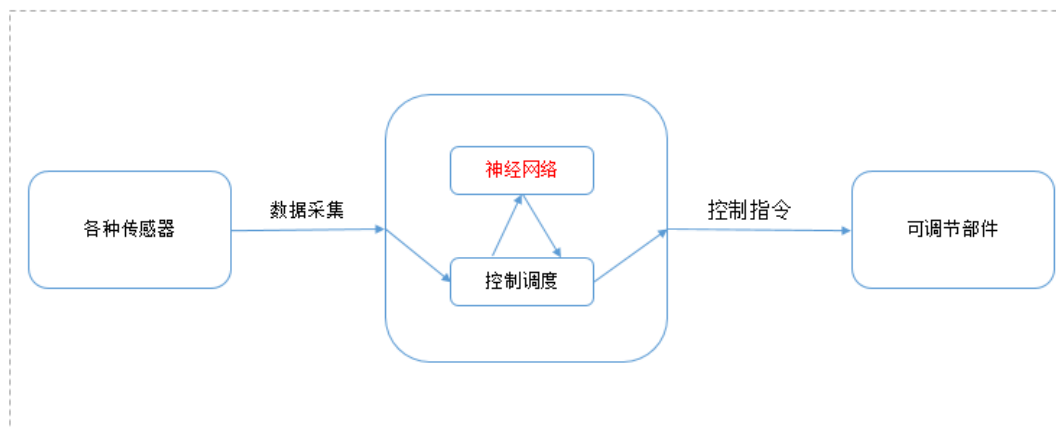 神经网络
各种传感器
数据采集
控制指令
可调节部件
控制调度